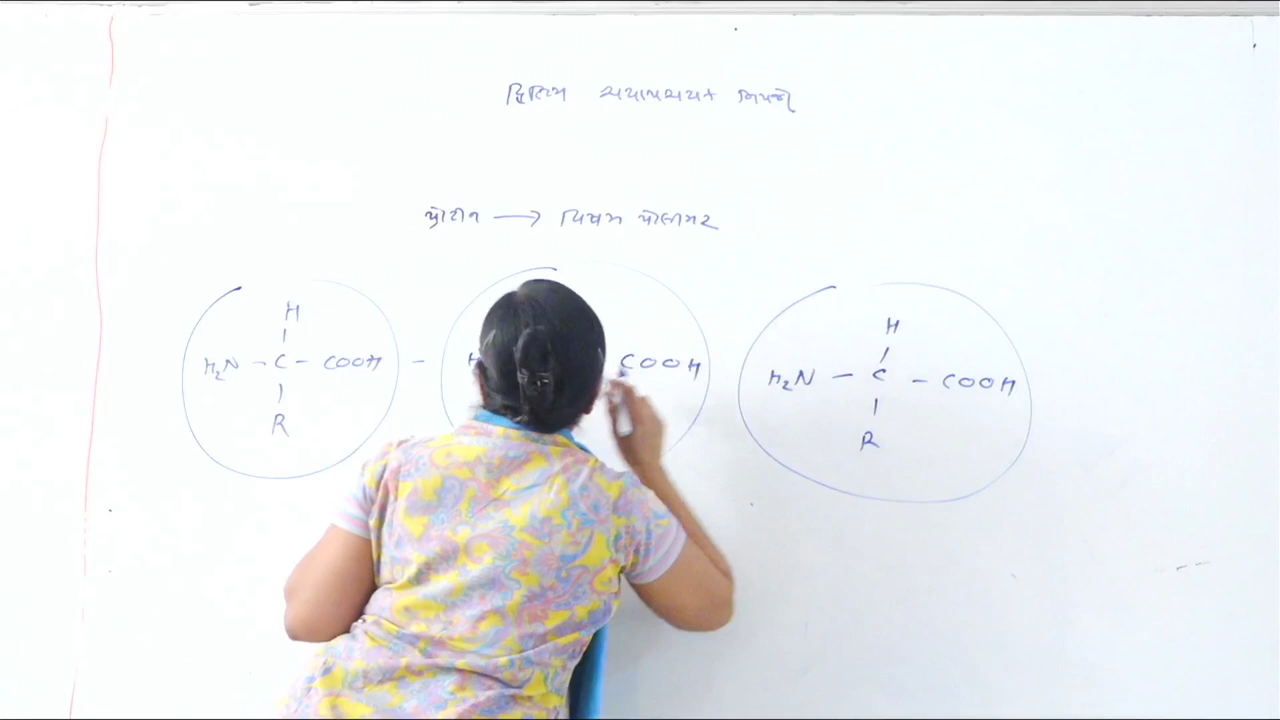 દ્વિતિય ચયાપચયક નિપજો
પ્રોટીન → વિષમ પોલીમર
H H
H₂N - C - COOH - H COOH H₂N - C - COOH
R R